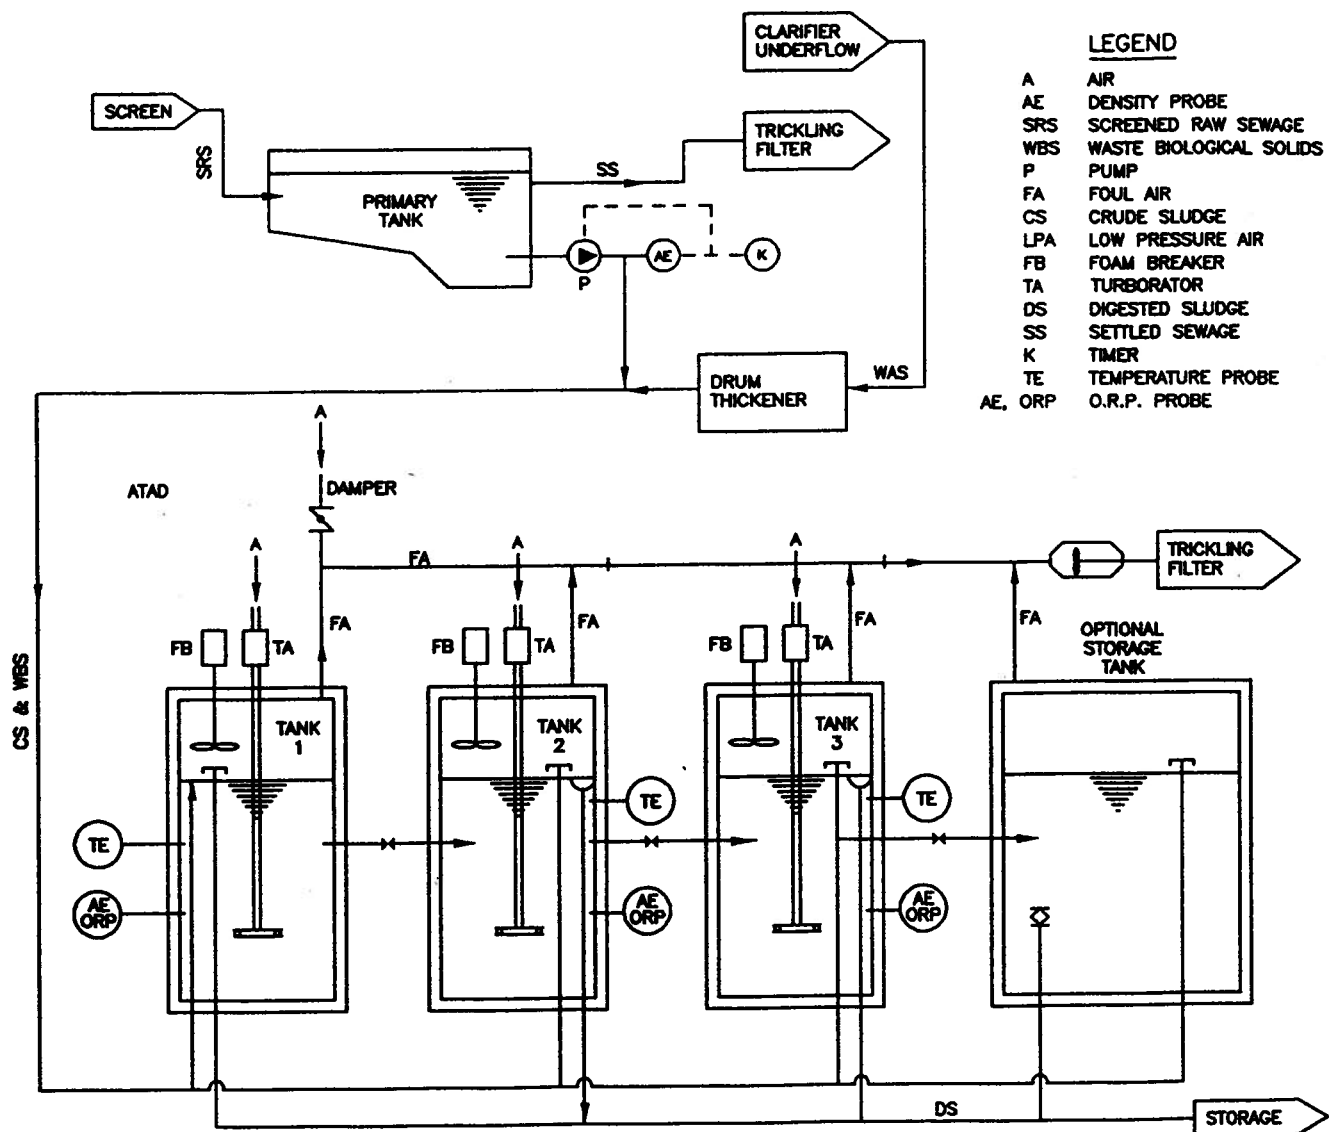 CLARIFIER
UNDERFLOW
LEGEND
A AIR
AE DENSITY PROBE
SRS SCREENED RAW SEWAGE
WBS WASTE BIOLOGICAL SOLIDS
P PUMP
FA FOUL AIR
CS CRUDE SLUDGE
LPA LOW PRESSURE AIR
FB FOAM BREAKER
TA TURBORATOR
DS DIGESTED SLUDGE
SS SETTLED SEWAGE
K TIMER
TE TEMPERATURE PROBE
AE, ORP O.R.P. PROBE
SCREEN
SRS
TRICKLING
FILTER
SS
PRIMARY
TANK
P
AE
K
DRUM
THICKENER
WAS
A
DAMPER
ATAD
A
FA
A
A
TRICKLING
FILTER
FB
TA
FA
FB
TA
FA
FB
TA
FA
FA
OPTIONAL
STORAGE
TANK
CS & WBS
TANK
1
TANK
2
TANK
3
TE
TE
TE
AE
ORP
AE
ORP
AE
ORP
DS
STORAGE